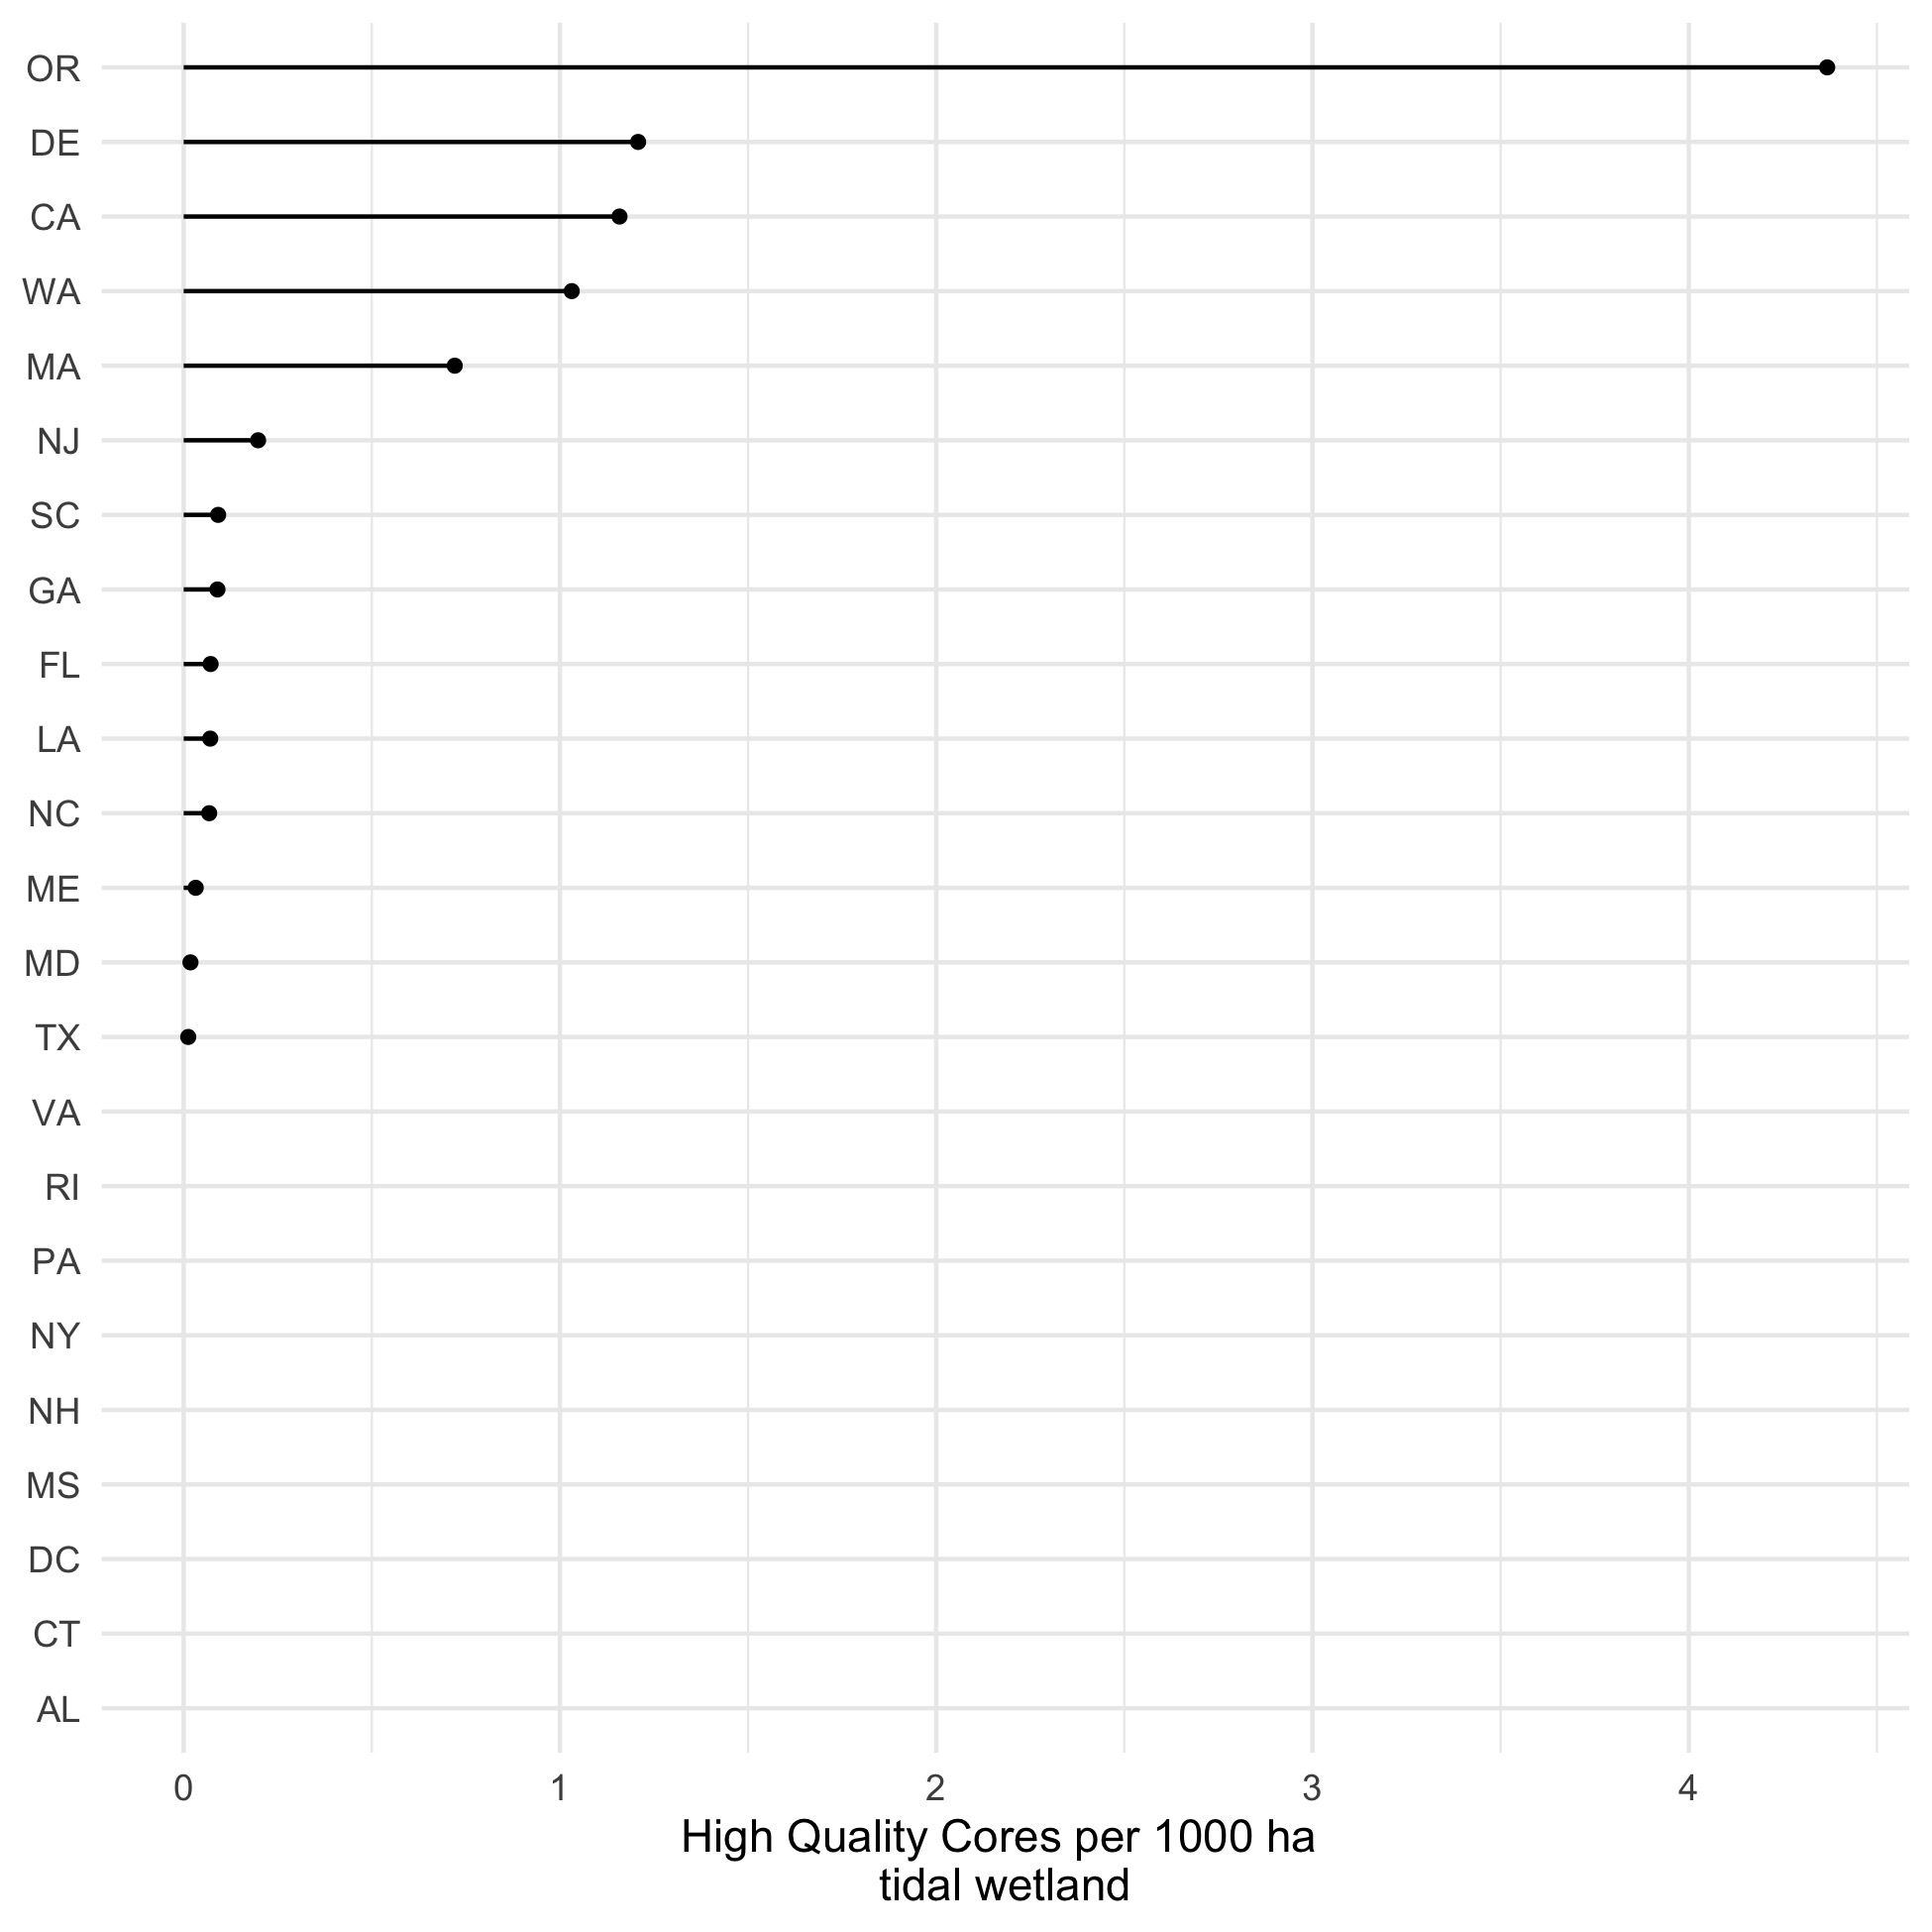 OR
DE
CA
WA
MA
NJ
SC
GA
FL
LA
NC
ME
MD
TX
VA
RI
PA
NY
NH
MS
DC
CT
AL
0 1 2 3 4
High Quality Cores per 1000 ha
tidal wetland